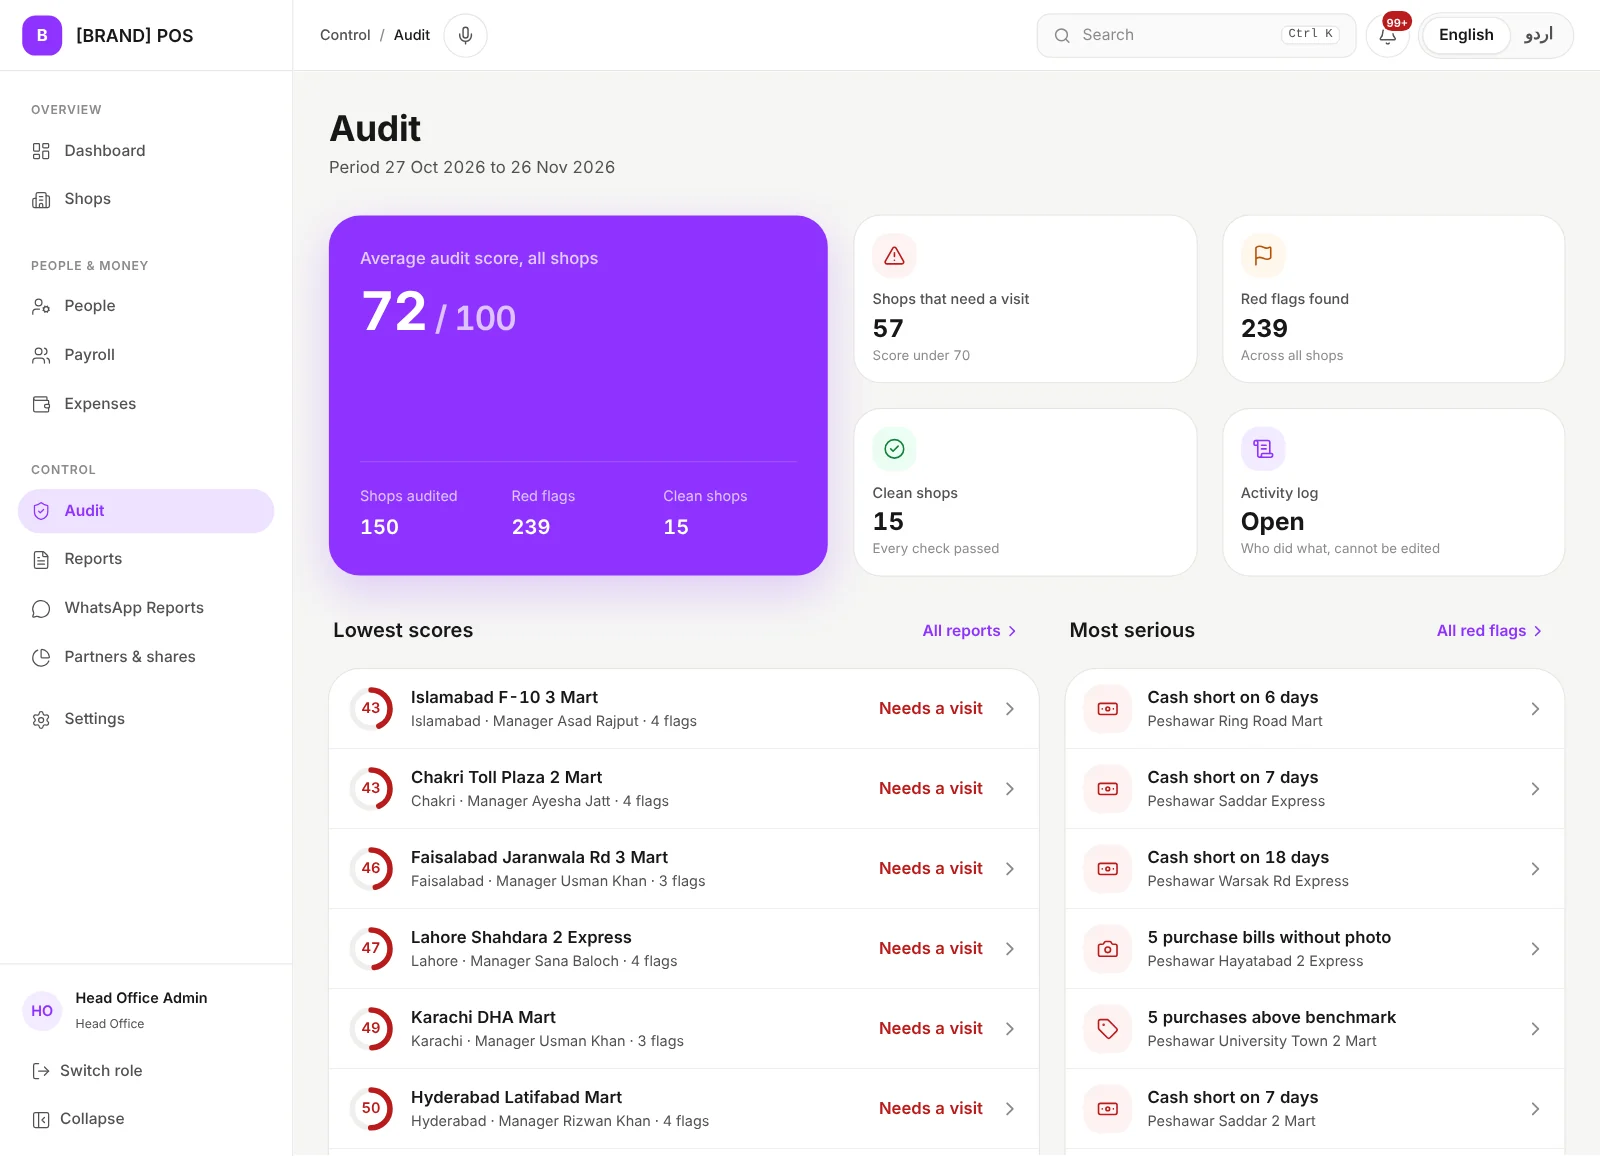 B
[BRAND] POS
Control / Audit
Search
Ctrl K
99+
English
اردو
OVERVIEW
Dashboard
Shops
PEOPLE & MONEY
People
Payroll
Expenses
CONTROL
Audit
Reports
WhatsApp Reports
Partners & shares
Settings
HO
Head Office Admin
Head Office
Switch role
Collapse
Audit
Period 27 Oct 2026 to 26 Nov 2026
Average audit score, all shops
72 / 100
Shops audited
150
Red flags
239
Clean shops
15
Shops that need a visit
57
Score under 70
Red flags found
239
Across all shops
Clean shops
15
Every check passed
Activity log
Open
Who did what, cannot be edited
Lowest scores
All reports
43
Islamabad F-10 3 Mart
Islamabad · Manager Asad Rajput · 4 flags
Needs a visit
43
Chakri Toll Plaza 2 Mart
Chakri · Manager Ayesha Jatt · 4 flags
Needs a visit
46
Faisalabad Jaranwala Rd 3 Mart
Faisalabad · Manager Usman Khan · 3 flags
Needs a visit
47
Lahore Shahdara 2 Express
Lahore · Manager Sana Baloch · 4 flags
Needs a visit
49
Karachi DHA Mart
Karachi · Manager Usman Khan · 3 flags
Needs a visit
50
Hyderabad Latifabad Mart
Hyderabad · Manager Rizwan Khan · 4 flags
Needs a visit
Most serious
All red flags
Cash short on 6 days
Peshawar Ring Road Mart
Cash short on 7 days
Peshawar Saddar Express
Cash short on 18 days
Peshawar Warsak Rd Express
5 purchase bills without photo
Peshawar Hayatabad 2 Express
5 purchases above benchmark
Peshawar University Town 2 Mart
Cash short on 7 days
Peshawar Saddar 2 Mart